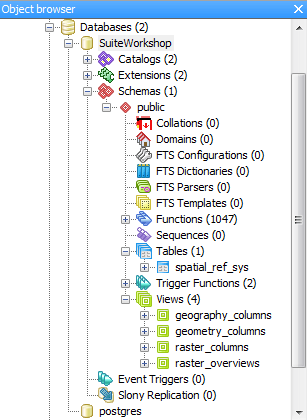 Object browser
Databases (2)
SuiteWorkshop
Catalogs (2)
Extensions (2)
Schemas (1)
public
Collations (0)
Domains (0)
FTS Configurations (0)
FTS Dictionaries (0)
FTS Parsers (0)
FTS Templates (0)
Functions (1047)
Sequences (0)
Tables (1)
spatial_ref_sys
Trigger Functions (2)
Views (4)
geography_columns
geometry_columns
raster_columns
raster_overviews
Event Triggers (0)
Slony Replication (0)
postgres